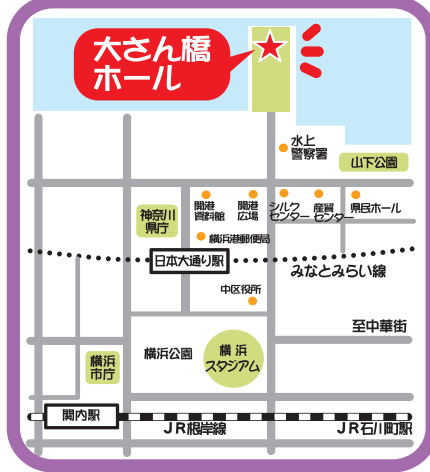 大さん橋
ホール
水上
警察署
山下公園
神奈川
県庁
開港
資料館
開港
広場
シルク
センター
産貿
センター
県民ホール
横浜港郵便局
日本大通り駅
みなとみらい線
中区役所
至中華街
横浜
市庁
横浜公園
横浜
スタジアム
関内駅
JR根岸線
JR石川町駅